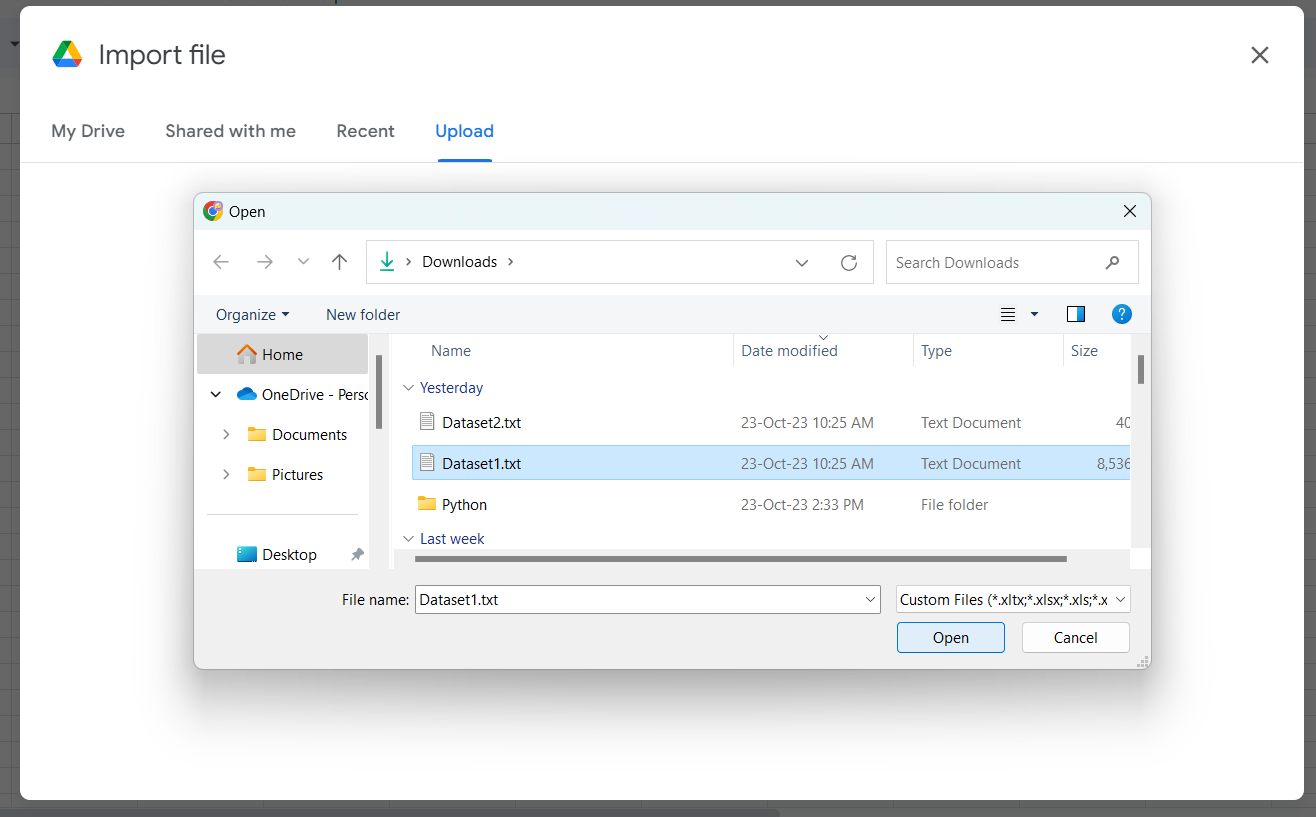 Import file
My Drive Shared with me Recent Upload
Open
Downloads
Search Downloads
Organize New folder
Home
OneDrive - Perso
Documents
Pictures
Desktop
Name Date modified Type Size
Yesterday
Dataset2.txt 23-Oct-23 10:25 AM Text Document 40
Dataset1.txt 23-Oct-23 10:25 AM Text Document 8,536
Python 23-Oct-23 2:33 PM File folder
Last week
File name: Dataset1.txt Custom Files (*.xltx;*.xlsx;*.xls;*.x
Open Cancel